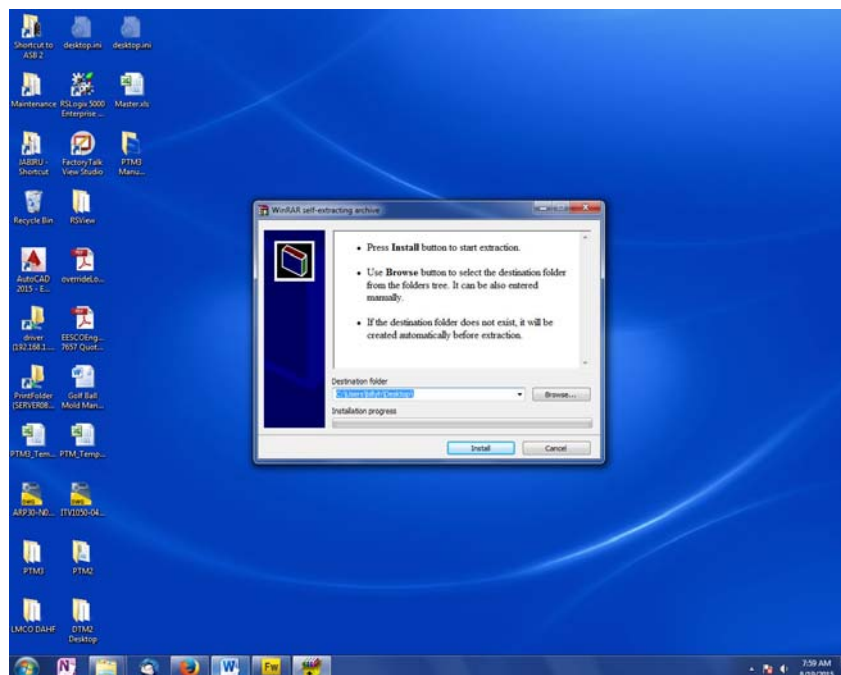 Shortcut to
ASB 2
desktop.ini
desktop.ini
Maintenance
RSLogix 5000
Enterprise ...
Master.xls
JABIRU -
Shortcut
FactoryTalk
View Studio
PTM3
Manu...
Recycle Bin
RSView
AutoCAD
2015 - E...
overrideLo...
driver
(192.168.1....
EESCOEng...
7657 Quot...
PrintFolder
(SERVER08...
Golf Ball
Mold Man...
PTM3_Tem...
PTM_Temp...
ARP30-N0...
ITV1050-04...
PTM3
PTM2
LMCO DAHF
DTM2
Desktop
WinRAR self-extracting archive
• Press Install button to start extraction.
• Use Browse button to select the destination folder
from the folders tree. It can be also entered
manually.
• If the destination folder does not exist, it will be
created automatically before extraction.
Destination folder
Browse...
Installation progress
Install
Cancel
N
W
Fw
7:59 AM